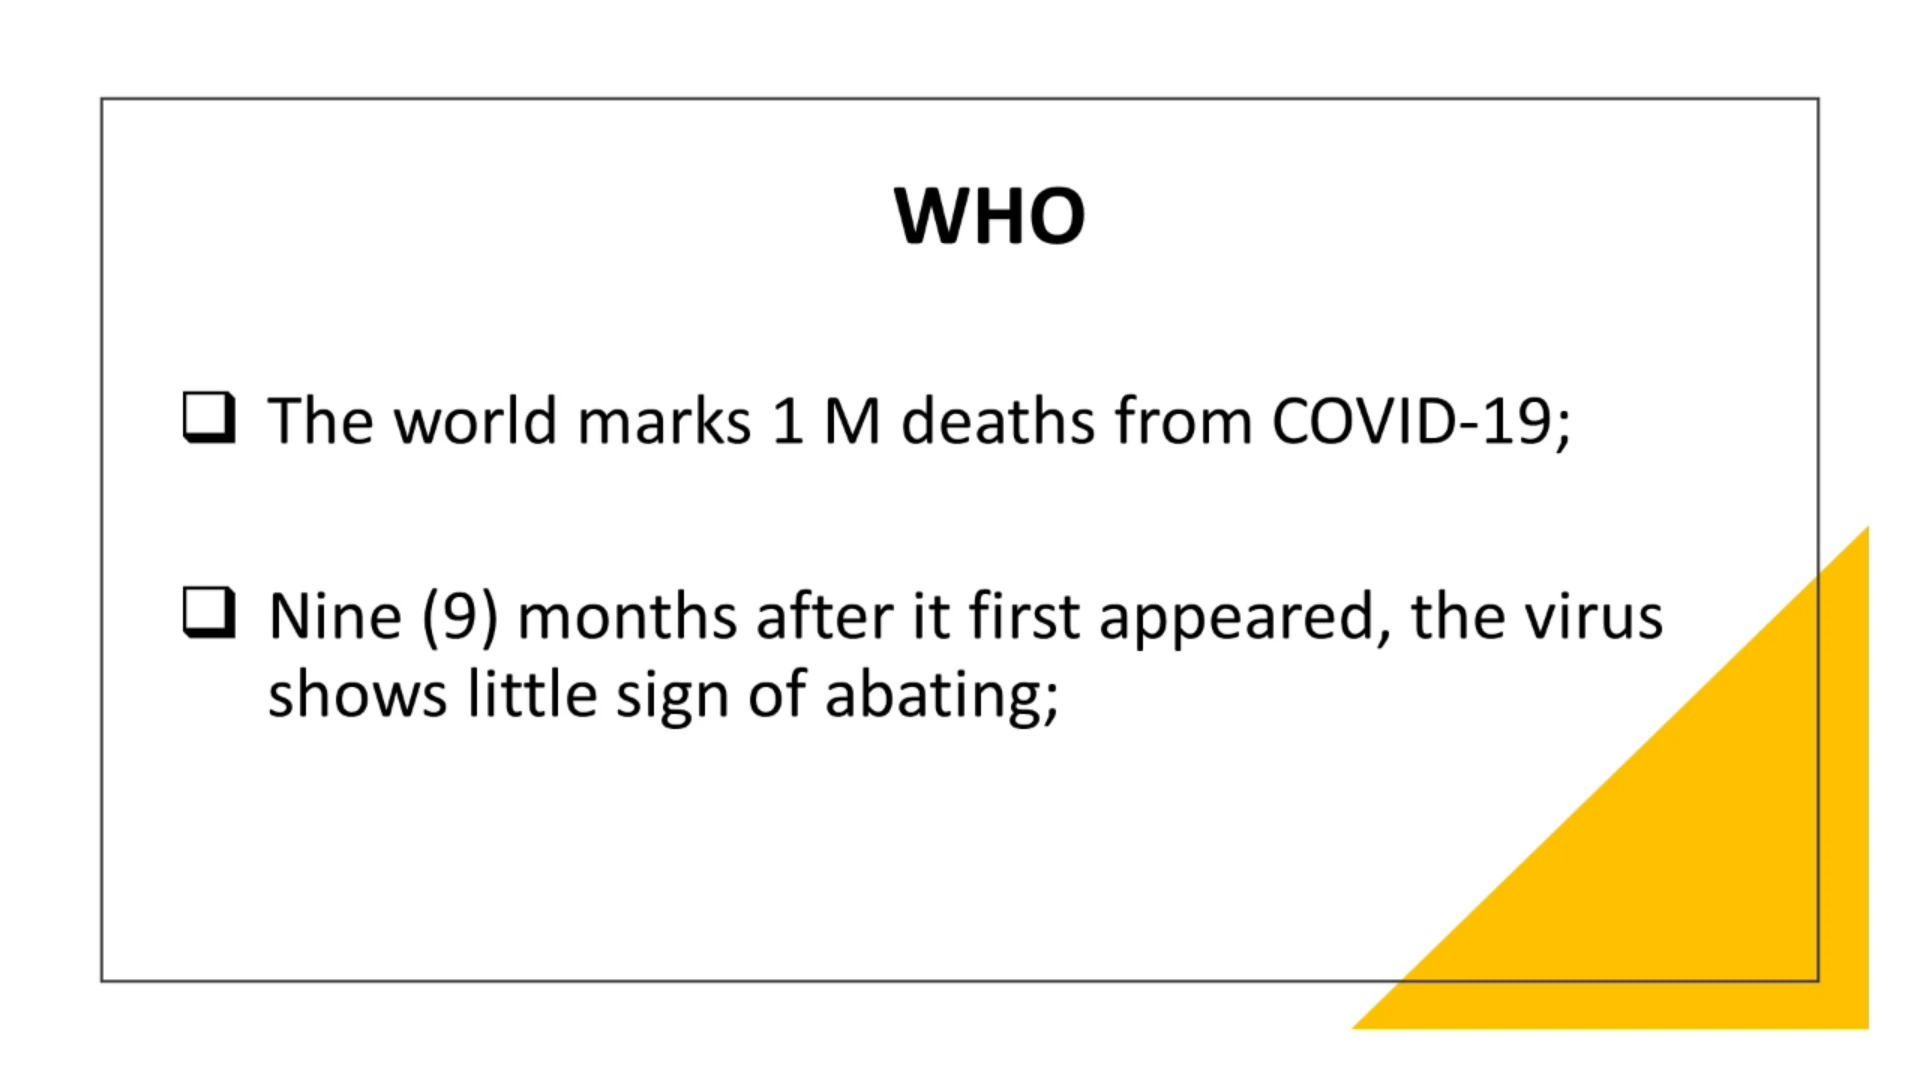 WHO
The world marks 1 M deaths from COVID-19;
Nine (9) months after it first appeared, the virus
shows little sign of abating;